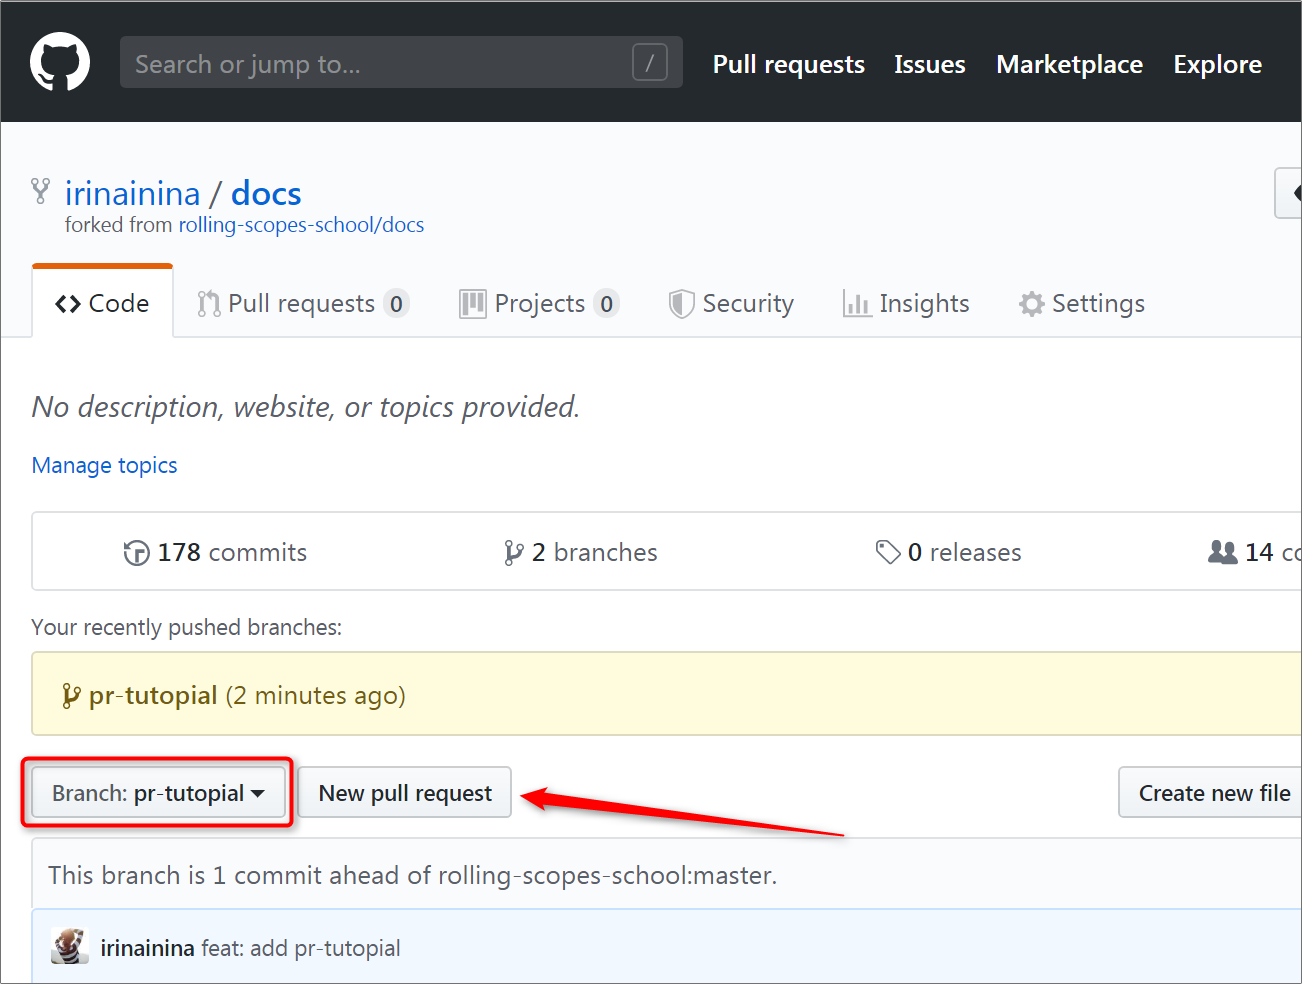 Search or jump to... /
Pull requests Issues Marketplace Explore
irinainina / docs
forked from rolling-scopes-school/docs
Code Pull requests 0 Projects 0 Security Insights Settings
No description, website, or topics provided.
Manage topics
178 commits 2 branches 0 releases 14 co
Your recently pushed branches:
pr-tutopial (2 minutes ago)
Branch: pr-tutopial New pull request Create new file
This branch is 1 commit ahead of rolling-scopes-school:master.
irinainina feat: add pr-tutopial